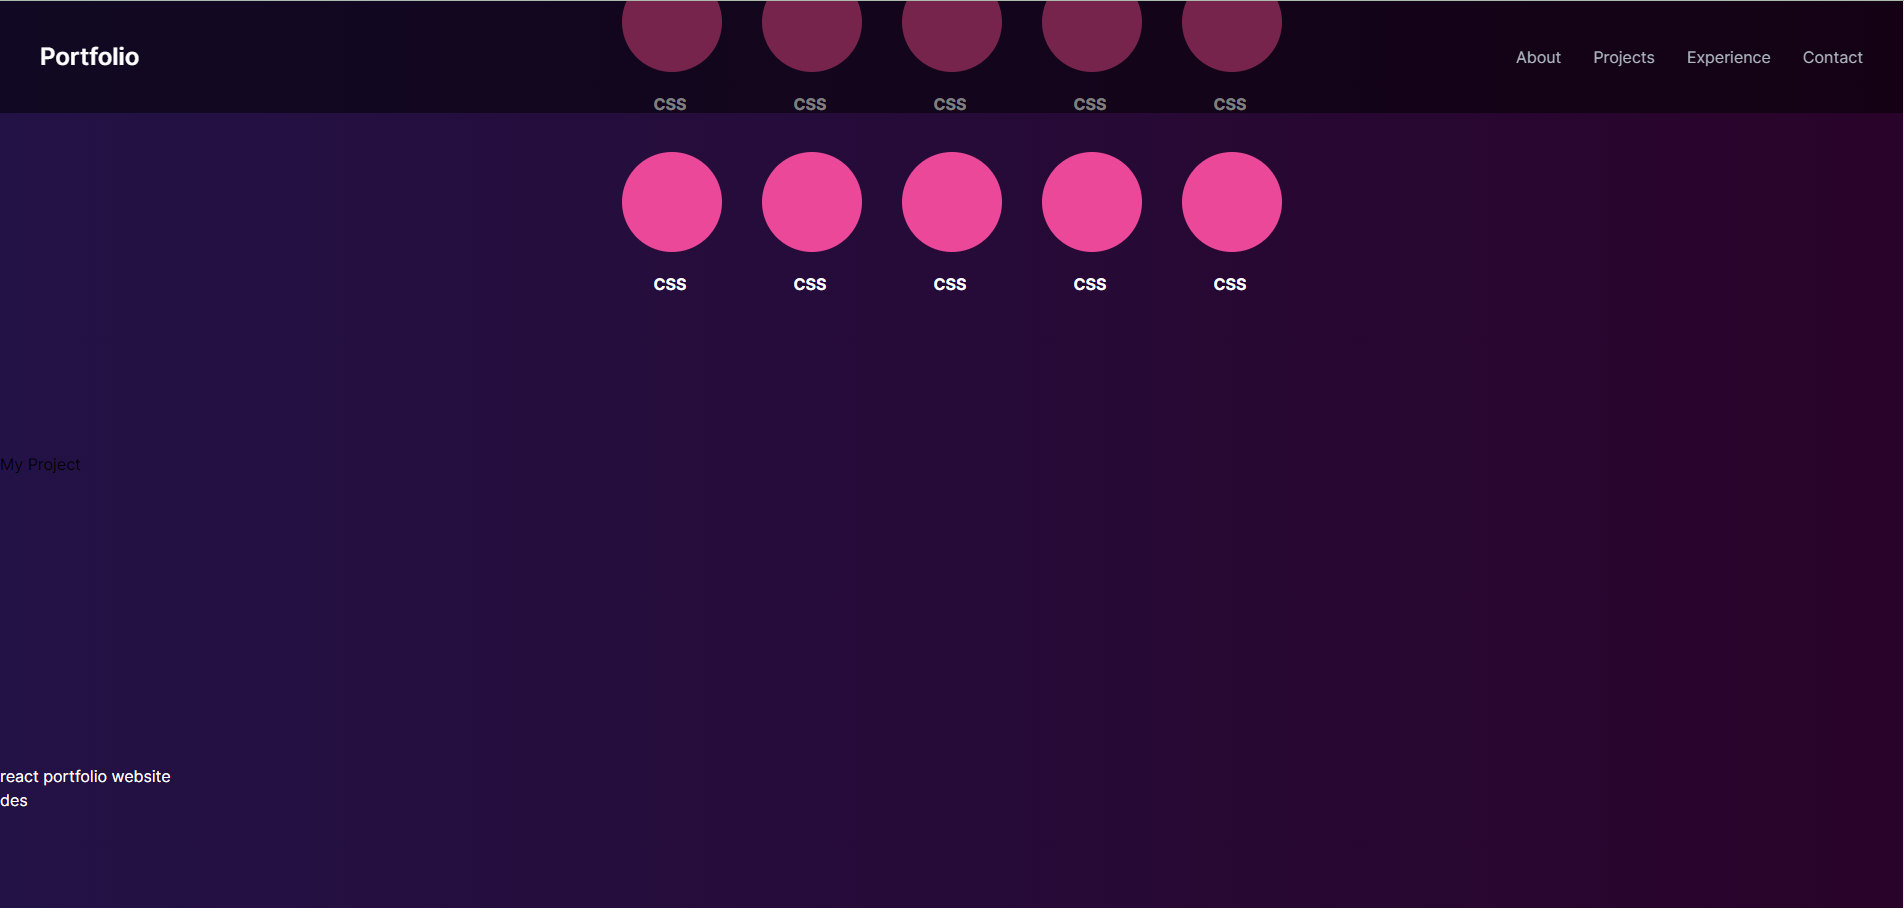 Portfolio
About Projects Experience Contact
CSS CSS CSS CSS CSS
CSS CSS CSS CSS CSS
My Project
react portfolio website
des